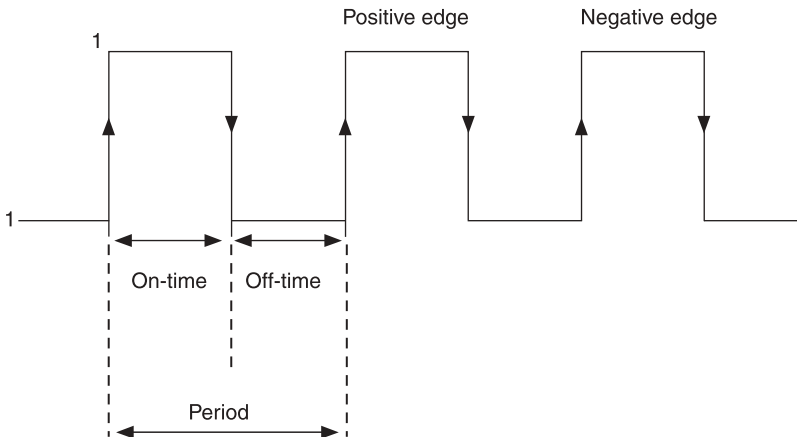 Positive edge
Negative edge
1
1
On-time
Off-time
Period